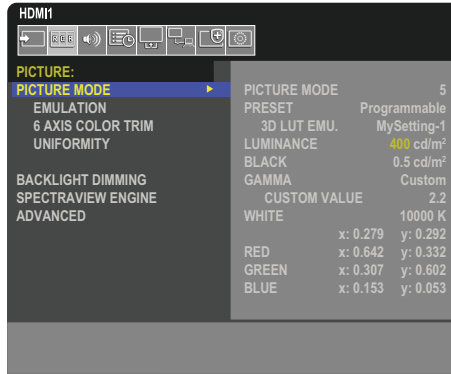 HDMI1
RGB
PICTURE:
PICTURE MODE
EMULATION
6 AXIS COLOR TRIM
UNIFORMITY
BACKLIGHT DIMMING
SPECTRAVIEW ENGINE
ADVANCED
PICTURE MODE 5
PRESET Programmable
3D LUT EMU. MySetting-1
LUMINANCE 400 cd/m²
BLACK 0.5 cd/m²
GAMMA Custom
CUSTOM VALUE 2.2
WHITE 10000 K
x: 0.279 y: 0.292
RED x: 0.642 y: 0.332
GREEN x: 0.307 y: 0.602
BLUE x: 0.153 y: 0.053